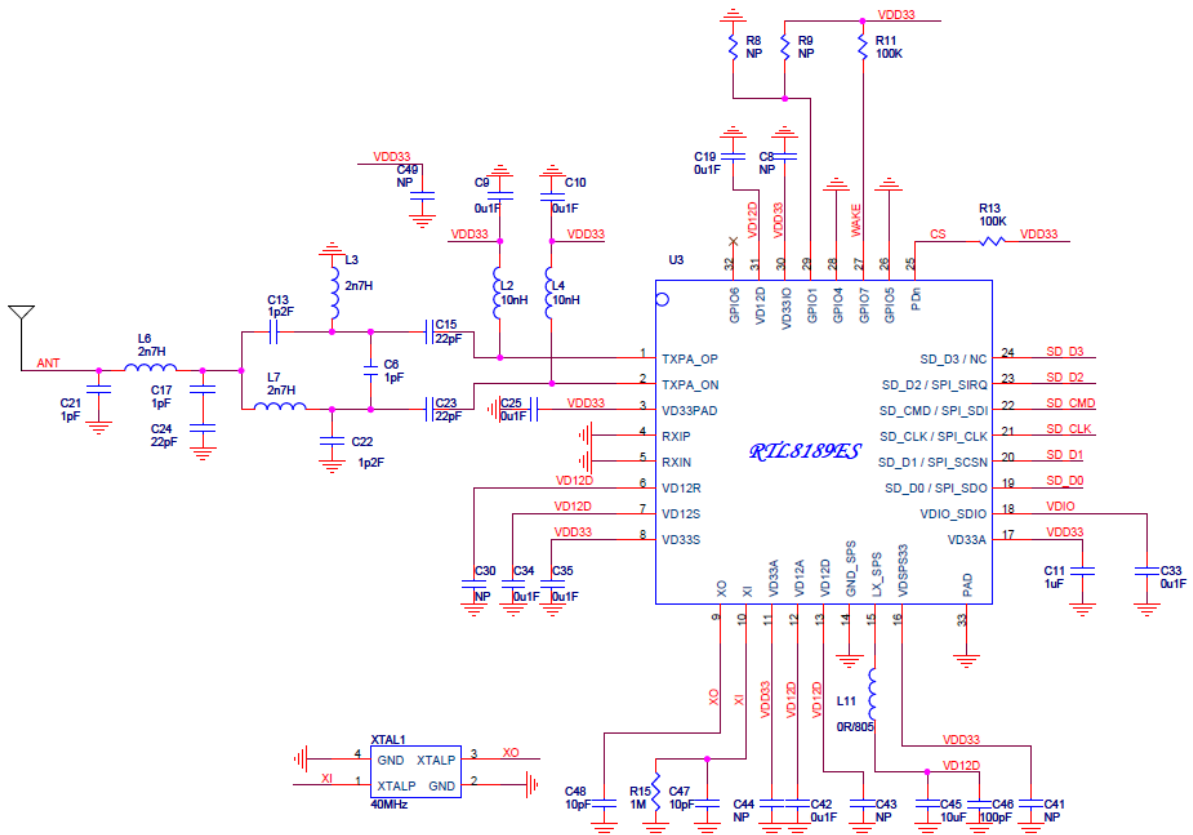 VDD33
R8
NP
R9
NP
R11
100K
VDD33
C49
NP
C9
0u1F
C10
0u1F
C19
0u1F
C8
NP
VDD33
VDD33
VD12D
VDD33
WAKE
R13
100K
CS
VDD33
L3
2n7H
L2
10nH
L4
10nH
U3
32
31
30
29
28
27
26
25
GPIO6
VD12D
VD33IO
GPIO1
GPIO4
GPIO7
GPIO5
PDn
C13
1p2F
C15
22pF
L6
2n7H
ANT
C6
1pF
L7
2n7H
C21
1pF
C17
1pF
C24
22pF
C23
22pF
C22
1p2F
C25
0u1F
VDD33
1 TXPA_OP
2 TXPA_ON
3 VD33PAD
4 RXIP
5 RXIN
VD12D 6 VD12R
VD12D 7 VD12S
VDD33 8 VD33S
RTL8189ES
SD_D3 / NC 24 SD_D3
SD_D2 / SPI_SIRQ 23 SD_D2
SD_CMD / SPI_SDI 22 SD_CMD
SD_CLK / SPI_CLK 21 SD_CLK
SD_D1 / SPI_SCSN 20 SD_D1
SD_D0 / SPI_SDO 19 SD_D0
VDIO_SDIO 18 VDIO
VD33A 17 VDD33
C30
NP
C34
0u1F
C35
0u1F
C11
1uF
C33
0u1F
XO
XI
VD33A
VD12A
VD12D
GND_SPS
LX_SPS
VDSPS33
PAD
9
10
11
12
13
14
15
16
33
XO
XI
VDD33
VD12D
VD12D
L11
0R/805
VDD33
VD12D
XTAL1
4 GND XTALP 3 XO
XI 1 XTALP GND 2
40MHz
C48
10pF
R15
1M
C47
10pF
C44
NP
C42
0u1F
C43
NP
C45
10uF
C46
100pF
C41
NP